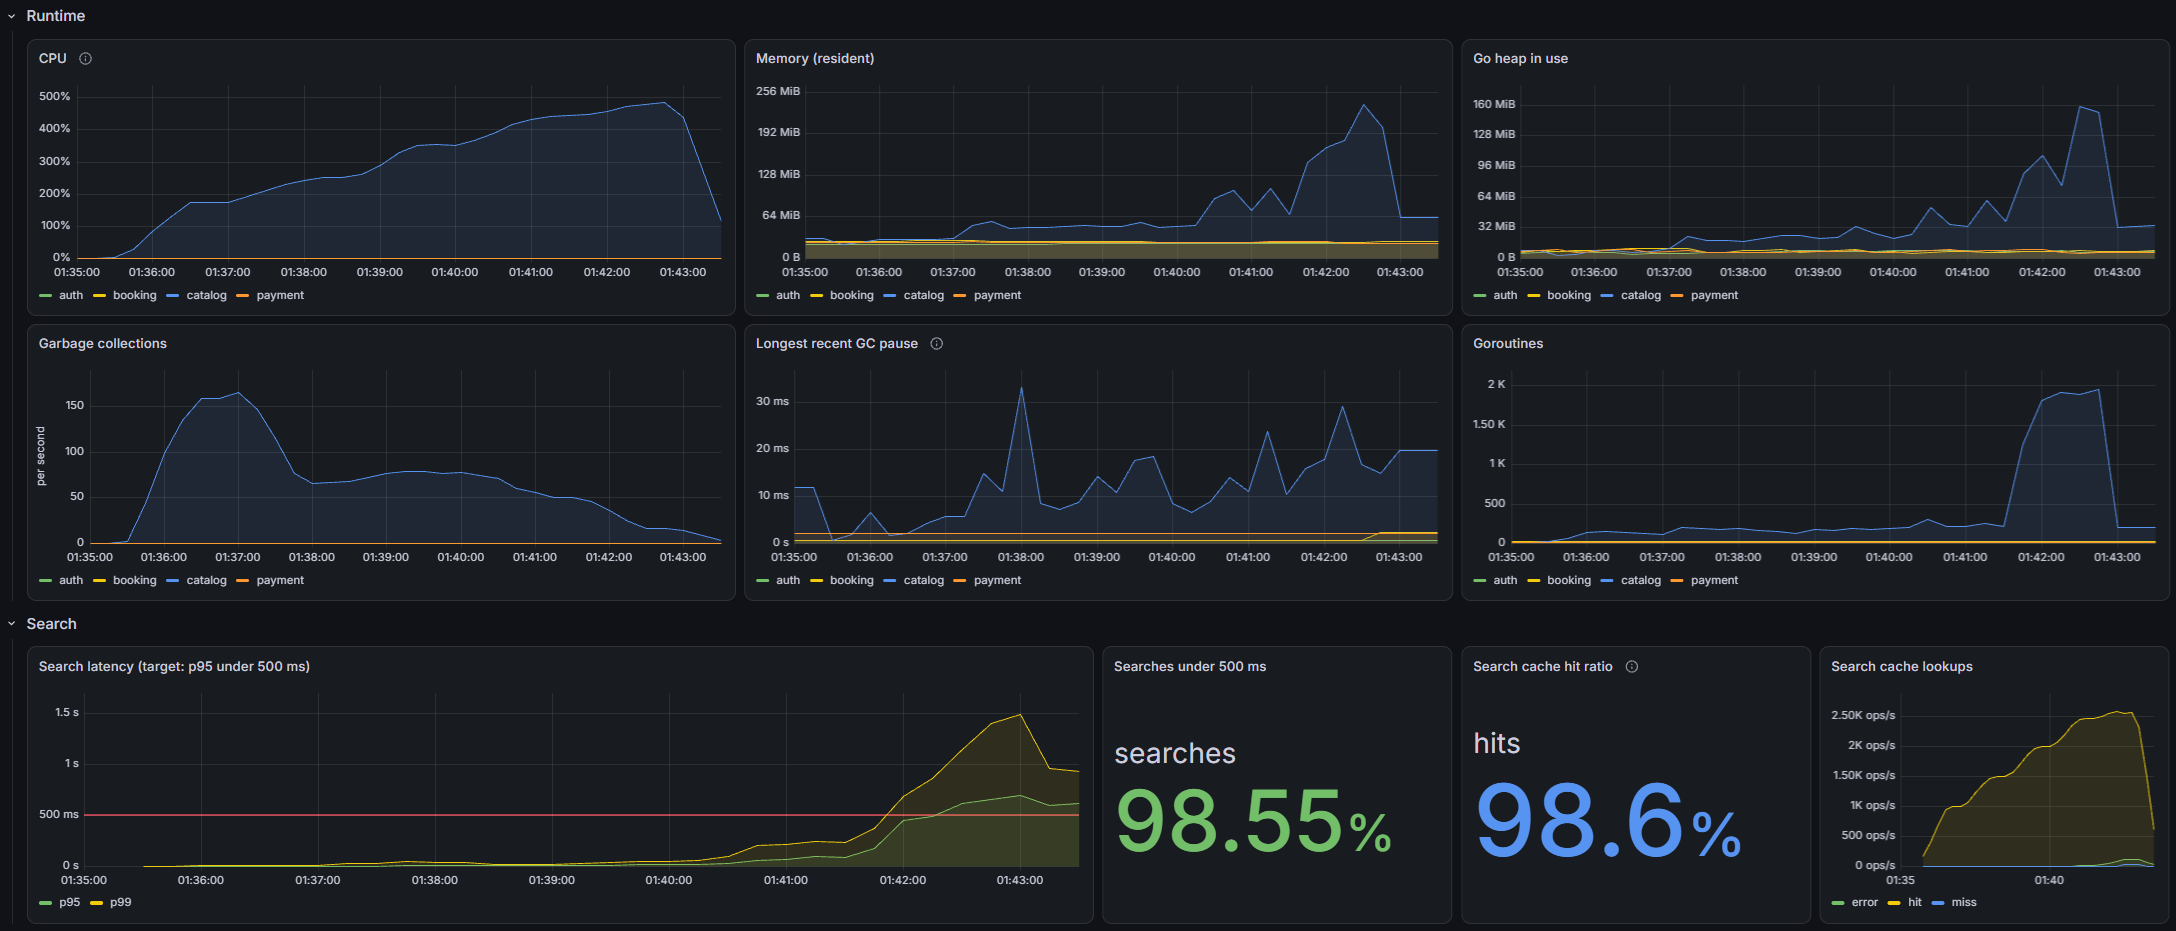 Runtime
CPU
500%
400%
300%
200%
100%
0%
01:35:00 01:36:00 01:37:00 01:38:00 01:39:00 01:40:00 01:41:00 01:42:00 01:43:00
auth booking catalog payment
Memory (resident)
256 MiB
192 MiB
128 MiB
64 MiB
0 B
01:35:00 01:36:00 01:37:00 01:38:00 01:39:00 01:40:00 01:41:00 01:42:00 01:43:00
auth booking catalog payment
Go heap in use
160 MiB
128 MiB
96 MiB
64 MiB
32 MiB
0 B
01:35:00 01:36:00 01:37:00 01:38:00 01:39:00 01:40:00 01:41:00 01:42:00 01:43:00
auth booking catalog payment
Garbage collections
per second
150
100
50
0
01:35:00 01:36:00 01:37:00 01:38:00 01:39:00 01:40:00 01:41:00 01:42:00 01:43:00
auth booking catalog payment
Longest recent GC pause
30 ms
20 ms
10 ms
0 s
01:35:00 01:36:00 01:37:00 01:38:00 01:39:00 01:40:00 01:41:00 01:42:00 01:43:00
auth booking catalog payment
Goroutines
2 K
1.50 K
1 K
500
0
01:35:00 01:36:00 01:37:00 01:38:00 01:39:00 01:40:00 01:41:00 01:42:00 01:43:00
auth booking catalog payment
Search
Search latency (target: p95 under 500 ms)
1.5 s
1 s
500 ms
0 s
01:35:00 01:36:00 01:37:00 01:38:00 01:39:00 01:40:00 01:41:00 01:42:00 01:43:00
p95 p99
Searches under 500 ms
searches
98.55%
Search cache hit ratio
hits
98.6%
Search cache lookups
2.50K ops/s
2K ops/s
1.50K ops/s
1K ops/s
500 ops/s
0 ops/s
01:35 01:40
error hit miss